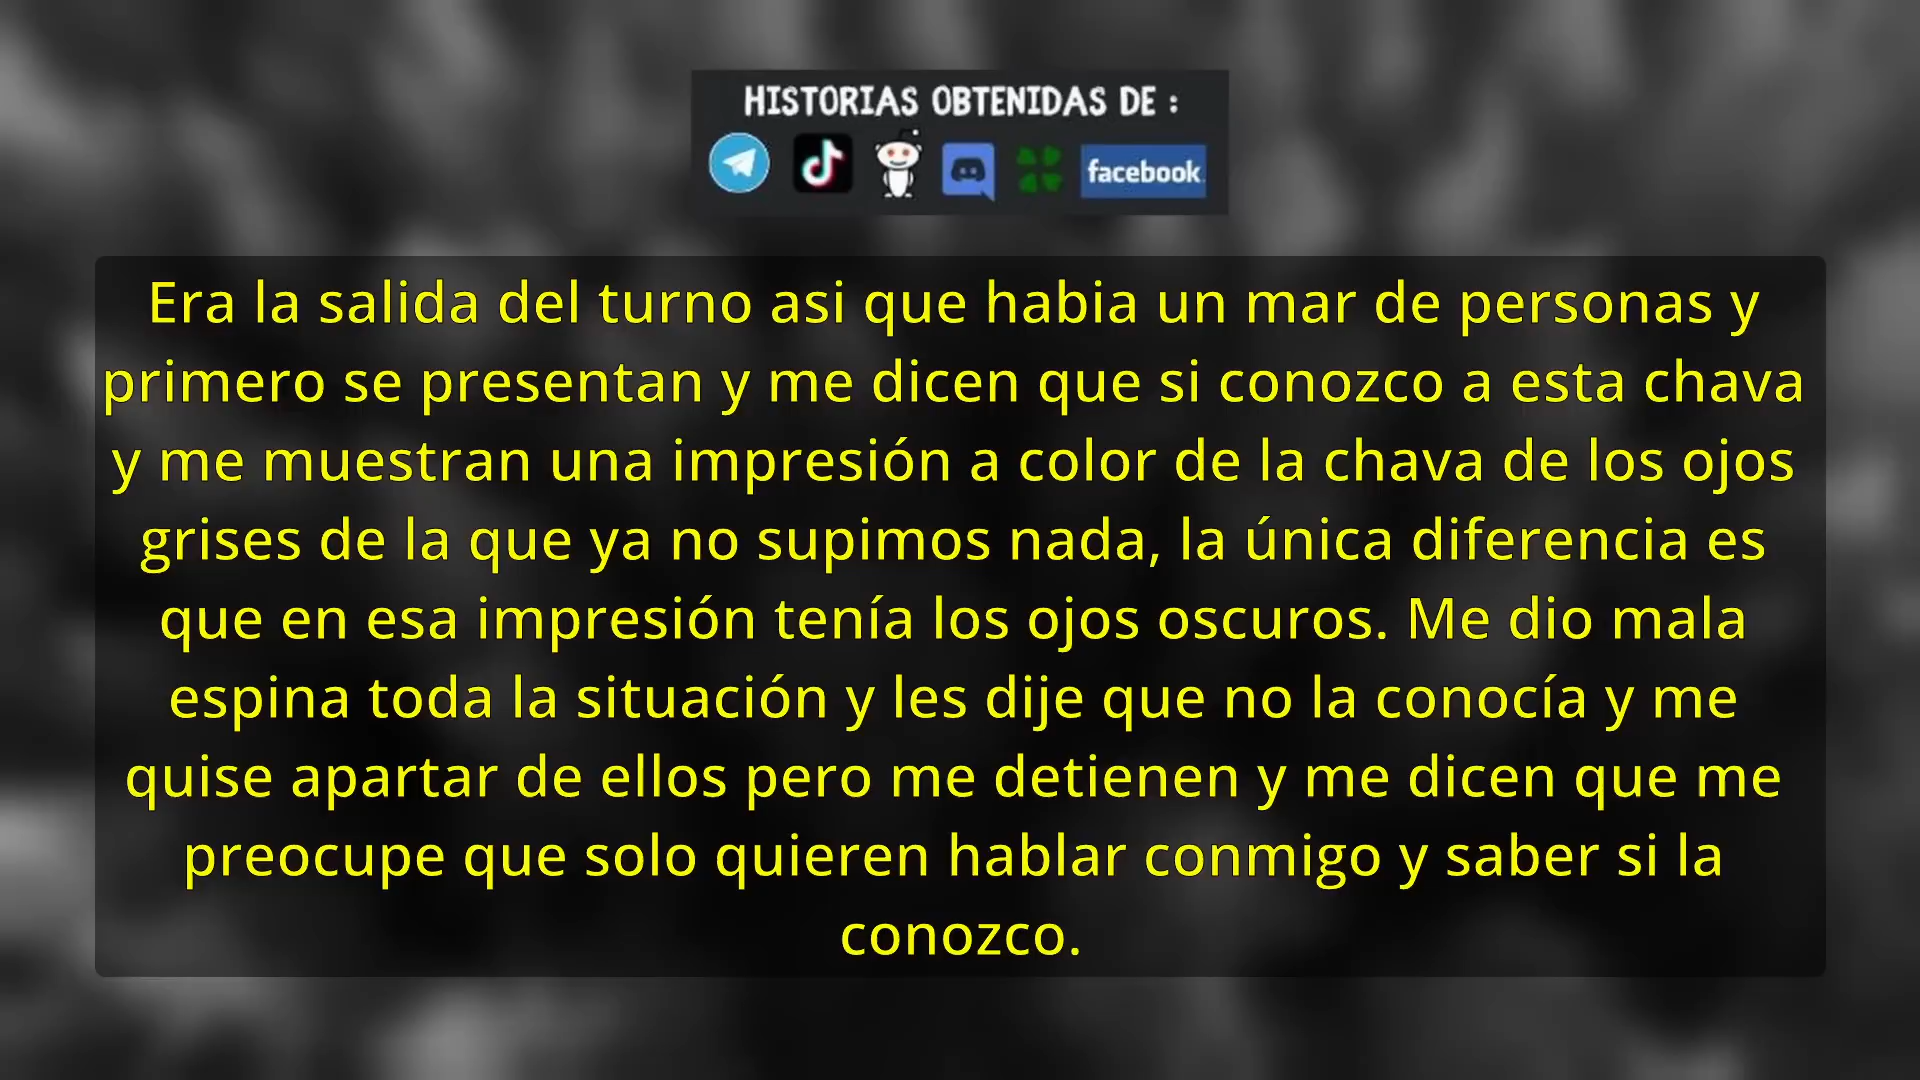 HISTORIAS OBTENIDAS DE :
facebook
Era la salida del turno asi que habia un mar de personas y
primero se presentan y me dicen que si conozco a esta chava
y me muestran una impresión a color de la chava de los ojos
grises de la que ya no supimos nada, la única diferencia es
que en esa impresión tenía los ojos oscuros. Me dio mala
espina toda la situación y les dije que no la conocía y me
quise apartar de ellos pero me detienen y me dicen que me
preocupe que solo quieren hablar conmigo y saber si la
conozco.